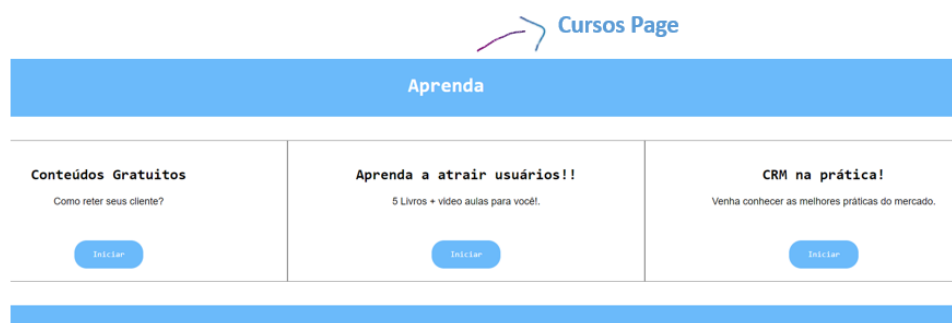 Cursos Page
Aprenda
Conteúdos Gratuitos
Como reter seus cliente?
Iniciar
Aprenda a atrair usuários!!
5 Livros + video aulas para você!.
Iniciar
CRM na prática!
Venha conhecer as melhores práticas do mercado.
Iniciar